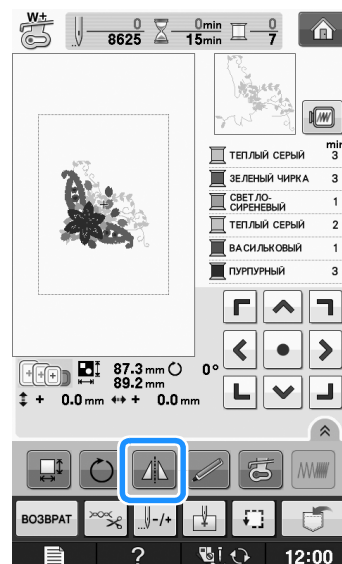 W+
0 0min 0
8625 15min 7
min
ТЕПЛЫЙ СЕРЫЙ 3
ЗЕЛЕНЫЙ ЧИРКА 3
СВЕТЛО-
СИРЕНЕВЫЙ 1
ТЕПЛЫЙ СЕРЫЙ 2
ВАСИЛЬКОВЫЙ 1
ПУРПУРНЫЙ 3
87.3 mm 0°
89.2 mm
+ 0.0 mm + 0.0 mm
ВОЗВРАТ -/+
? 12:00